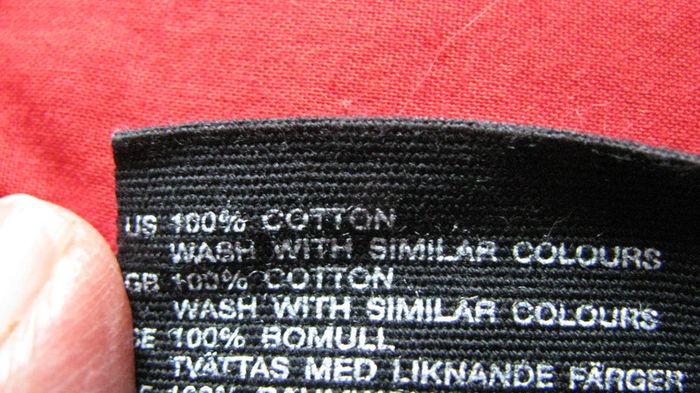 US 100% COTTON
WASH WITH SIMILAR COLOURS
GB 100% COTTON
WASH WITH SIMILAR COLOURS
SE 100% BOMULL
TVÄTTAS MED LIKNANDE FÄRGER